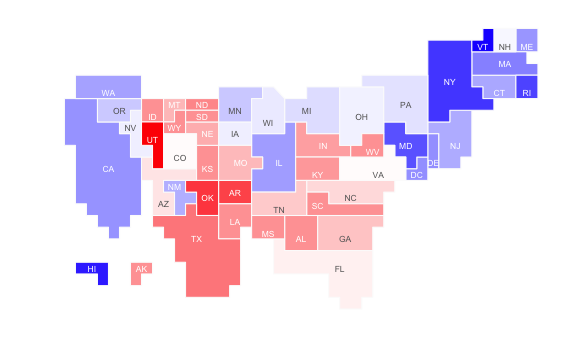 VT NH ME
MA
NY
WA CT RI
MT ND
OR ID SD MN MI PA
NV WY NE IA WI OH
UT MD NJ
CO IN WV
CA KS MO IL DE
KY VA DC
NM
AZ OK AR TN SC NC
LA
TX MS AL GA
HI AK FL